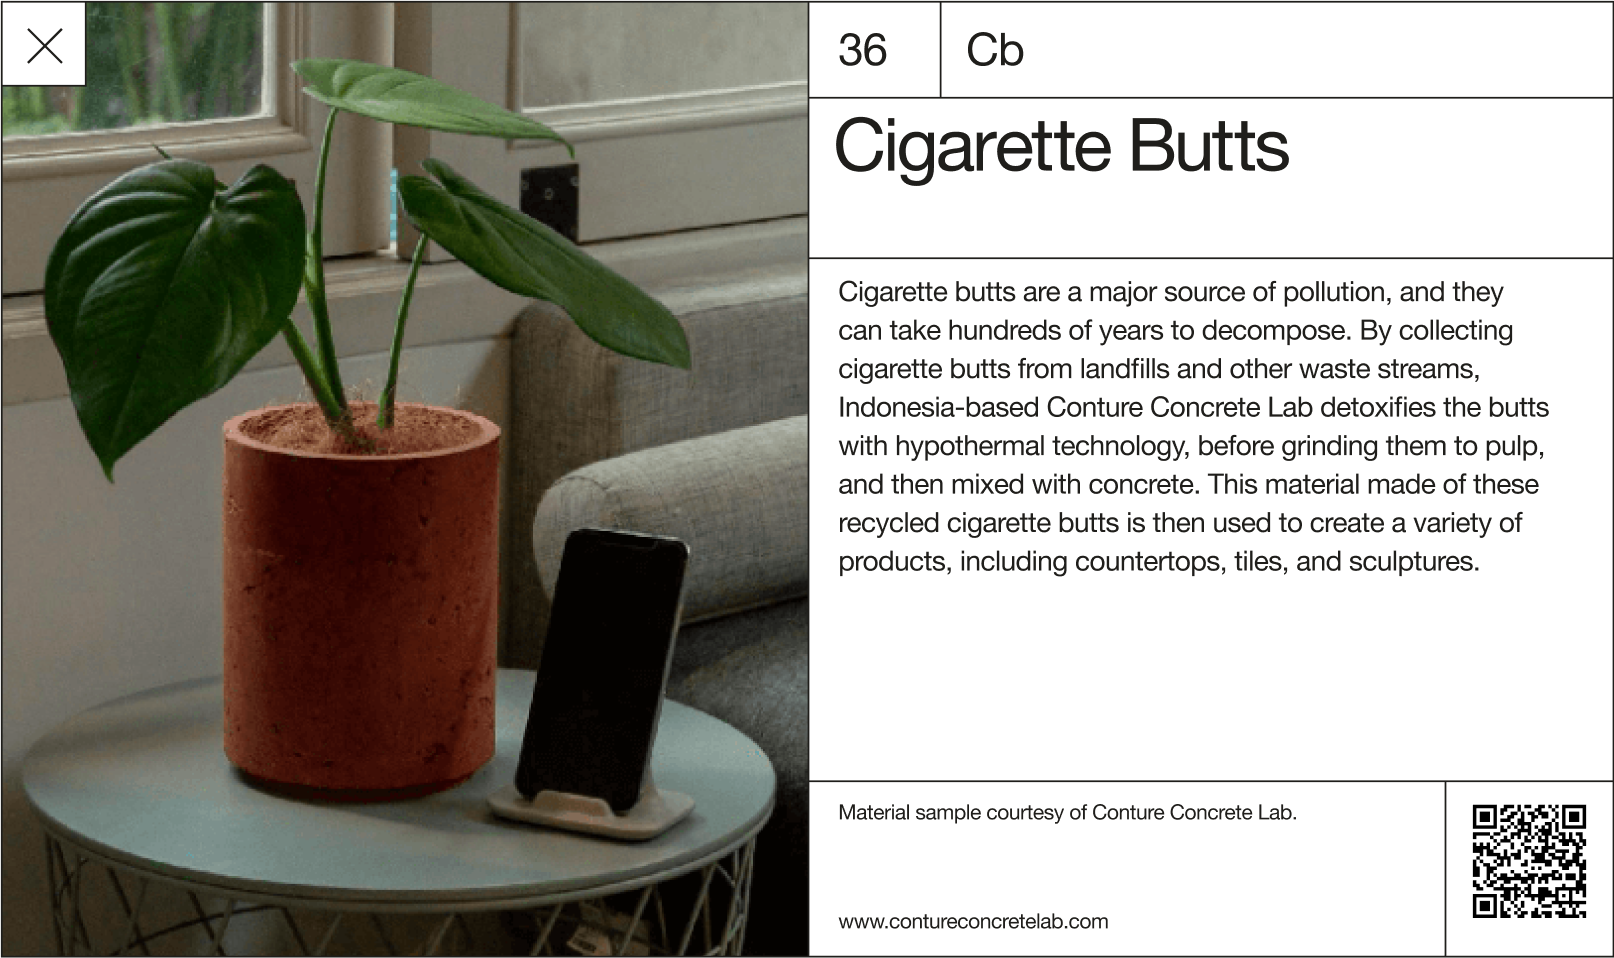 36
Cb
Cigarette Butts
Cigarette butts are a major source of pollution, and they
can take hundreds of years to decompose. By collecting
cigarette butts from landfills and other waste streams,
Indonesia-based Conture Concrete Lab detoxifies the butts
with hypothermal technology, before grinding them to pulp,
and then mixed with concrete. This material made of these
recycled cigarette butts is then used to create a variety of
products, including countertops, tiles, and sculptures.
Material sample courtesy of Conture Concrete Lab.
www.contureconcretelab.com